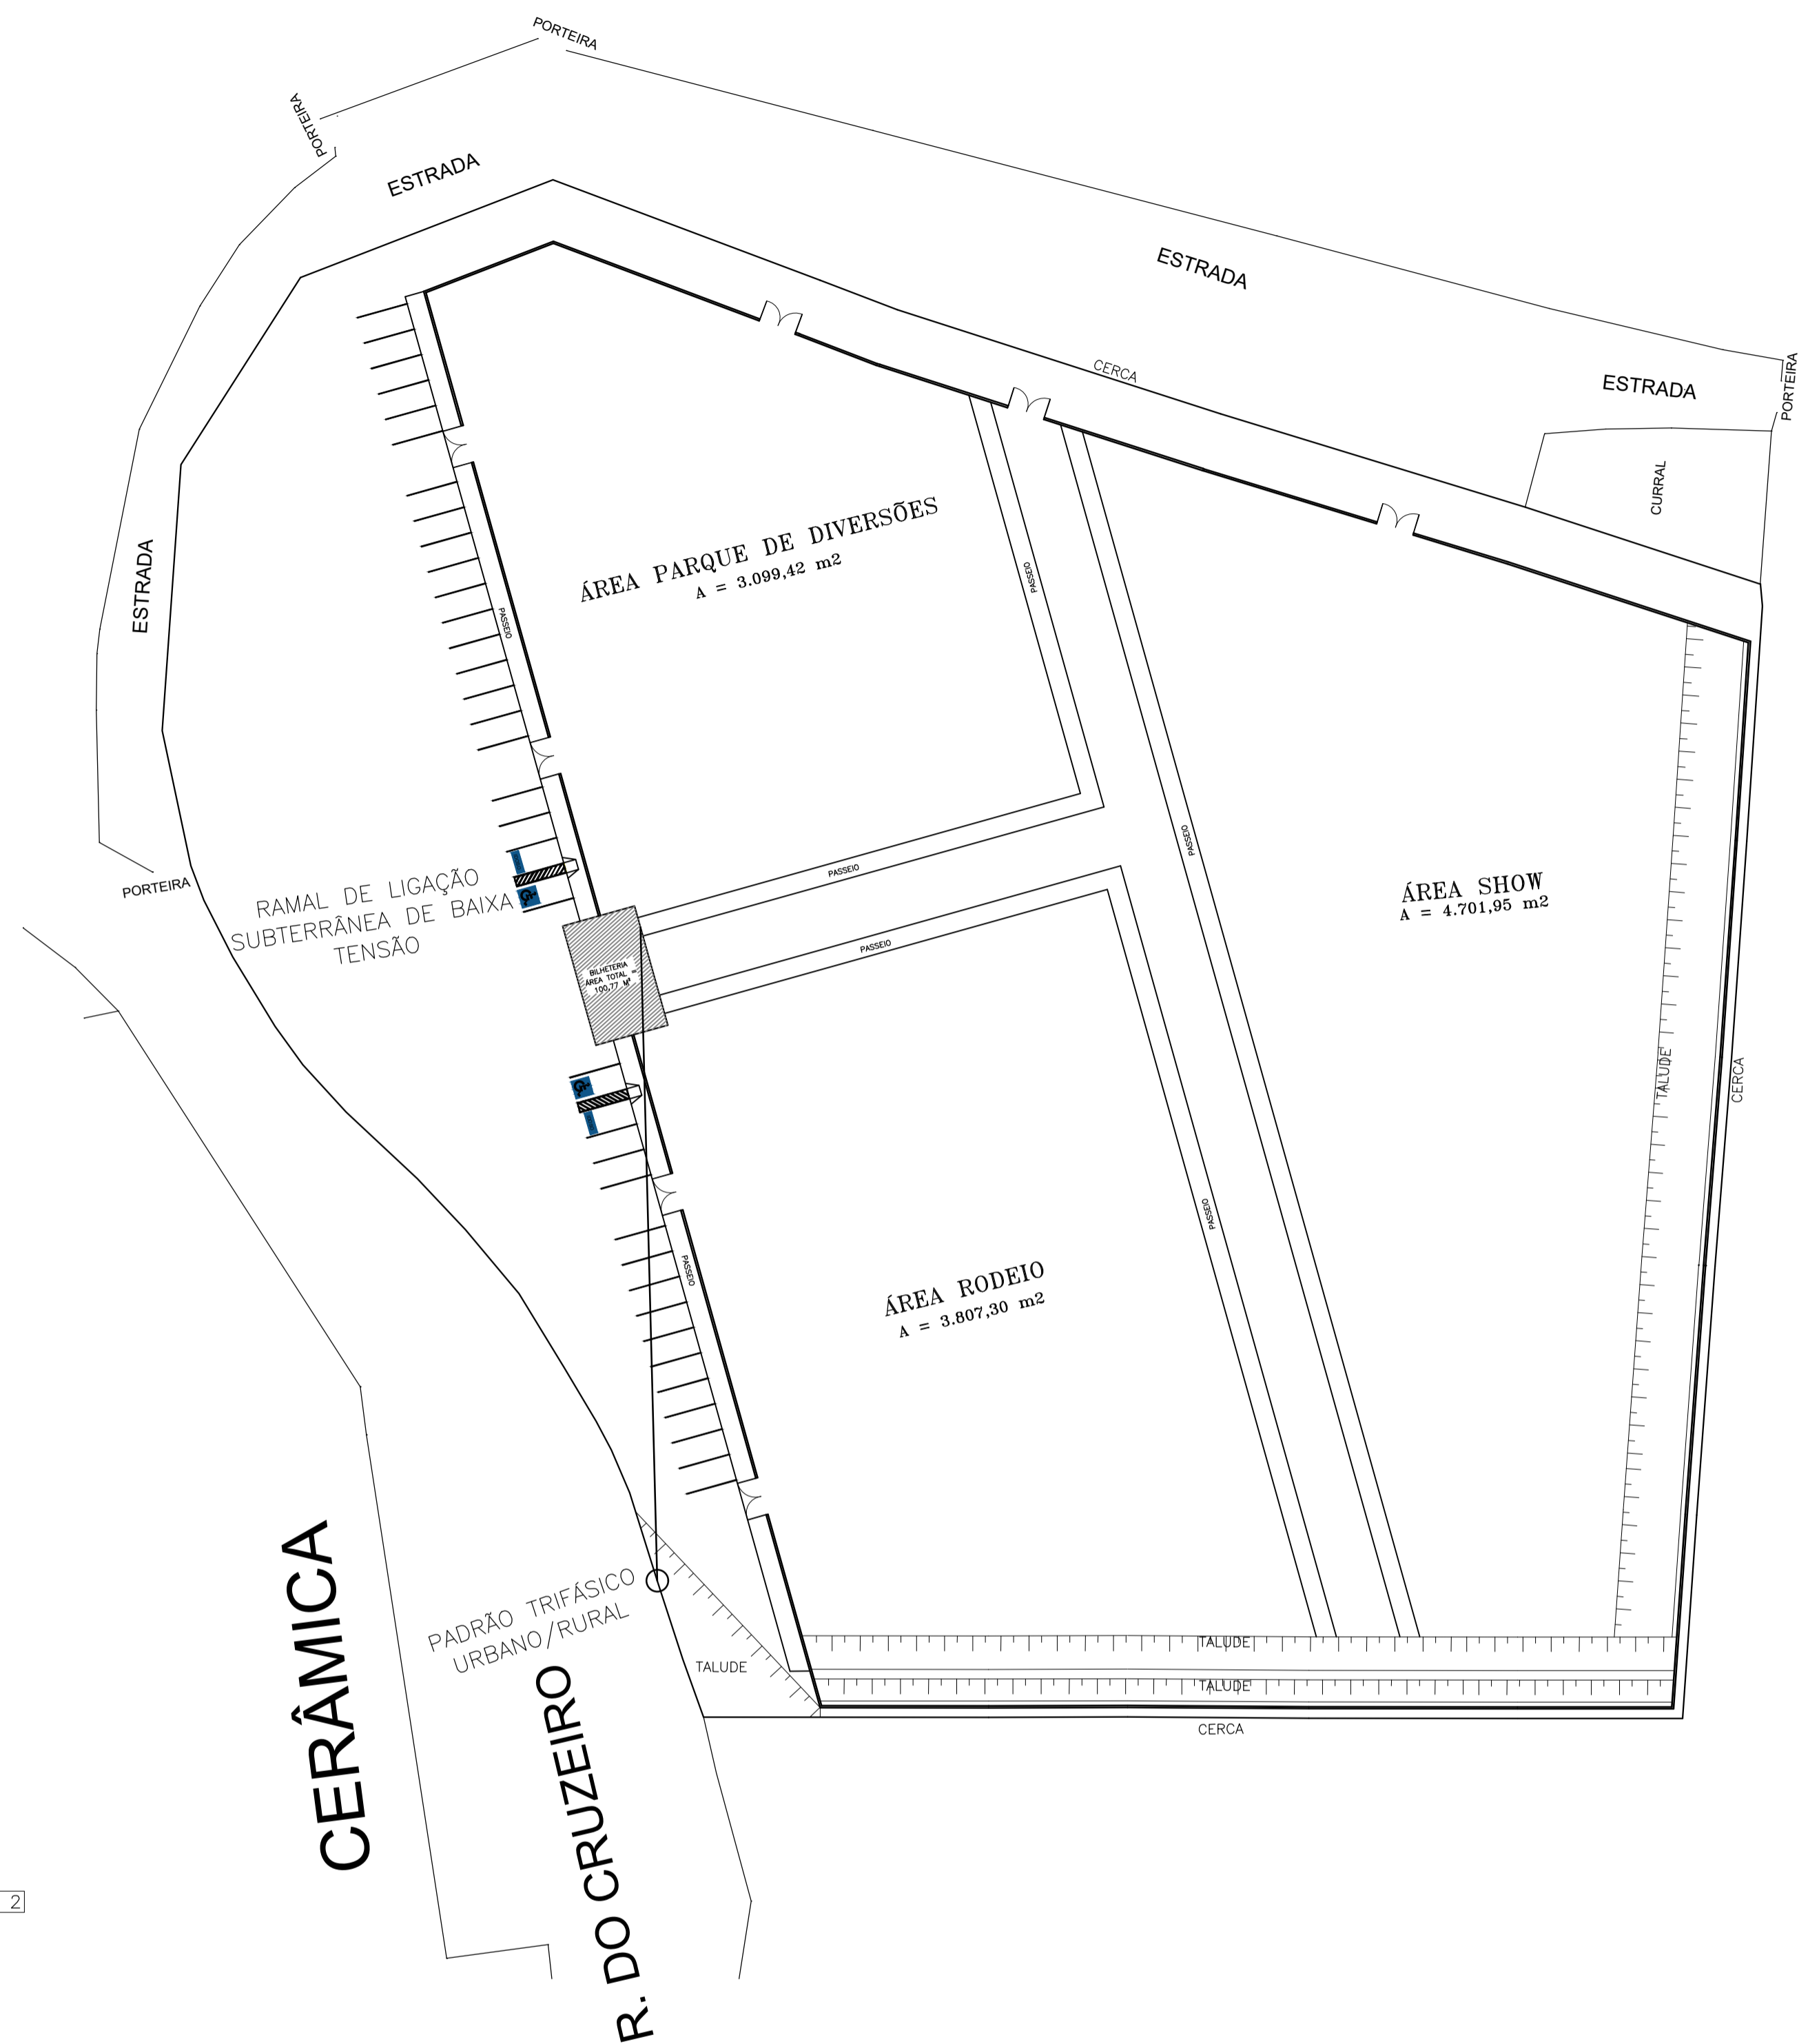 PORTEIRA
PORTEIRA
ESTRADA
ESTRADA
CERCA
ESTRADA
PORTEIRA
CURRAL
ESTRADA
ÁREA PARQUE DE DIVERSÕES
A = 3.099,42 m2
PASSEIO
PASSEIO
PASSEIO
PASSEIO
PORTEIRA
RAMAL DE LIGAÇÃO
SUBTERRÂNEA DE BAIXA
TENSÃO
ÁREA SHOW
A = 4.701,95 m2
PASSEIO
BILHETERIA
ÁREA TOTAL =
100,77 M²
TALUDE
CERCA
PASSEIO
PASSEIO
ÁREA RODEIO
A = 3.807,30 m2
CERÂMICA
PADRÃO TRIFÁSICO
URBANO/RURAL
TALUDE
TALUDE
TALUDE
CERCA
R. DO CRUZEIRO
2